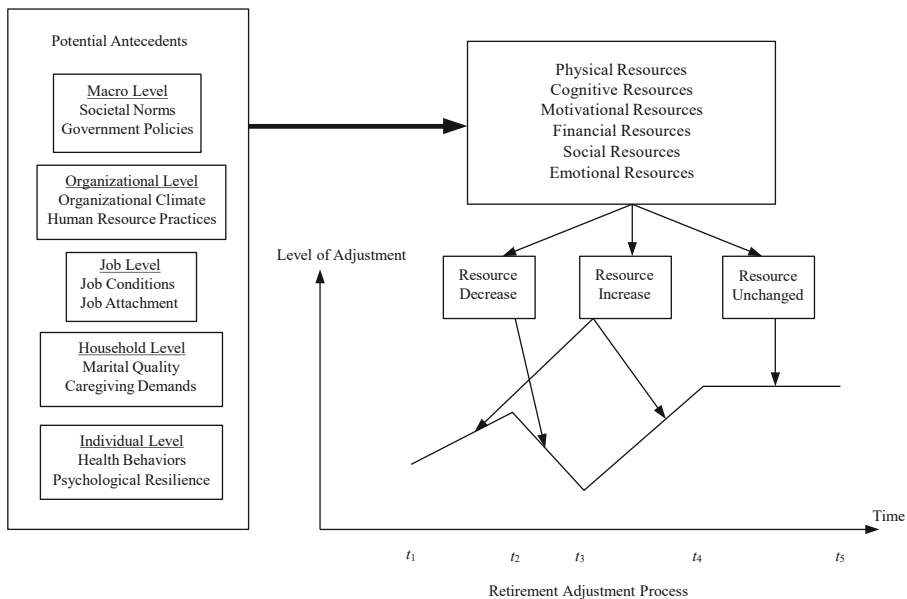 Potential Antecedents
Macro Level
Societal Norms
Government Policies
Organizational Level
Organizational Climate
Human Resource Practices
Job Level
Job Conditions
Job Attachment
Household Level
Marital Quality
Caregiving Demands
Individual Level
Health Behaviors
Psychological Resilience
Physical Resources
Cognitive Resources
Motivational Resources
Financial Resources
Social Resources
Emotional Resources
Level of Adjustment
Resource
Decrease
Resource
Increase
Resource
Unchanged
Time
t1
t2
t3
t4
t5
Retirement Adjustment Process